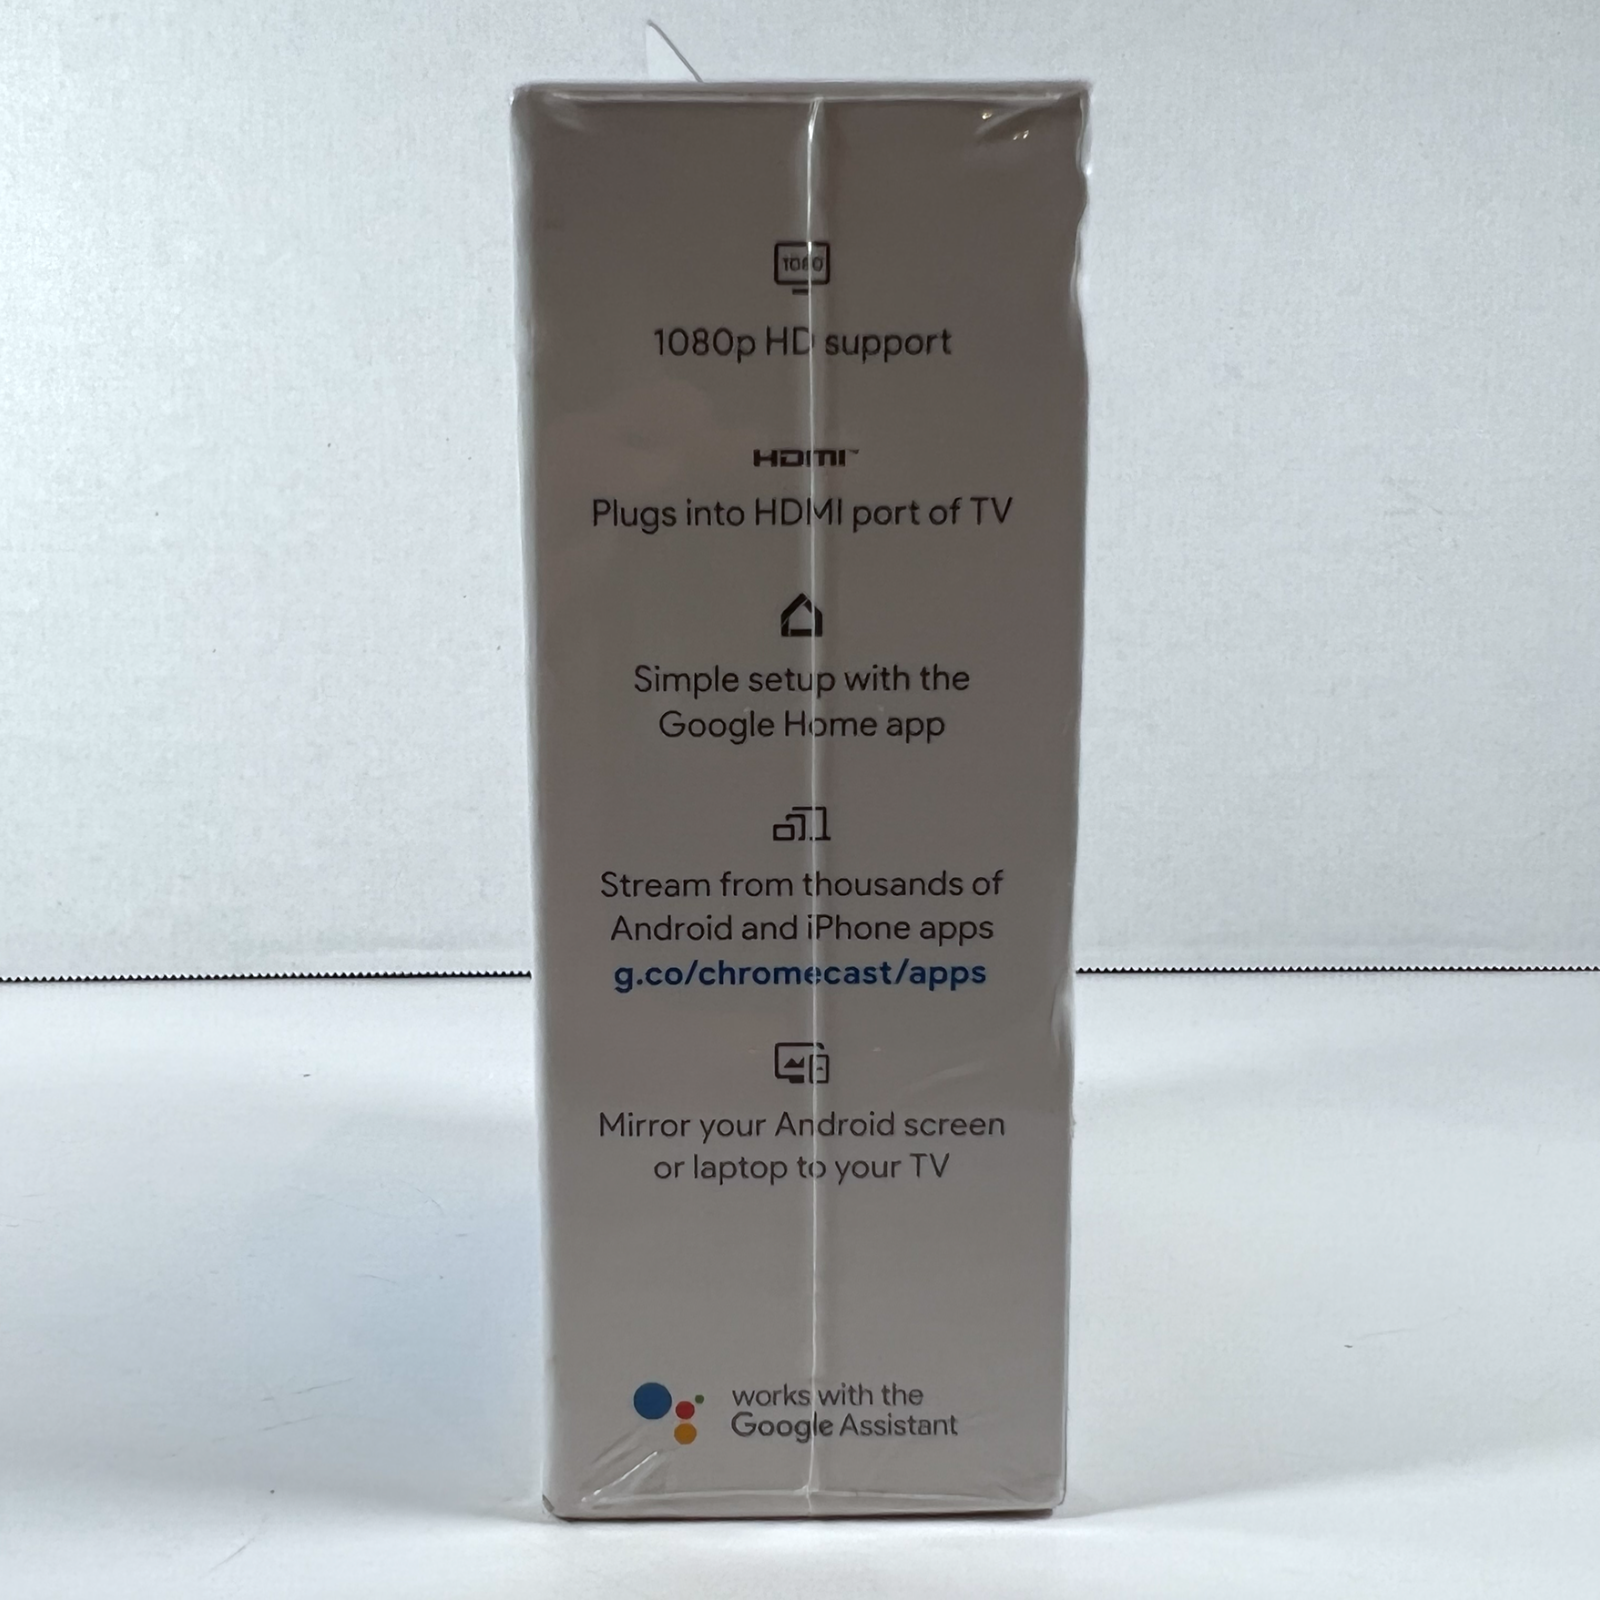 1080
1080p HD support
HDMI™
Plugs into HDMI port of TV
Simple setup with the
Google Home app
Stream from thousands of
Android and iPhone apps
g.co/chromecast/apps
Mirror your Android screen
or laptop to your TV
works with the
Google Assistant